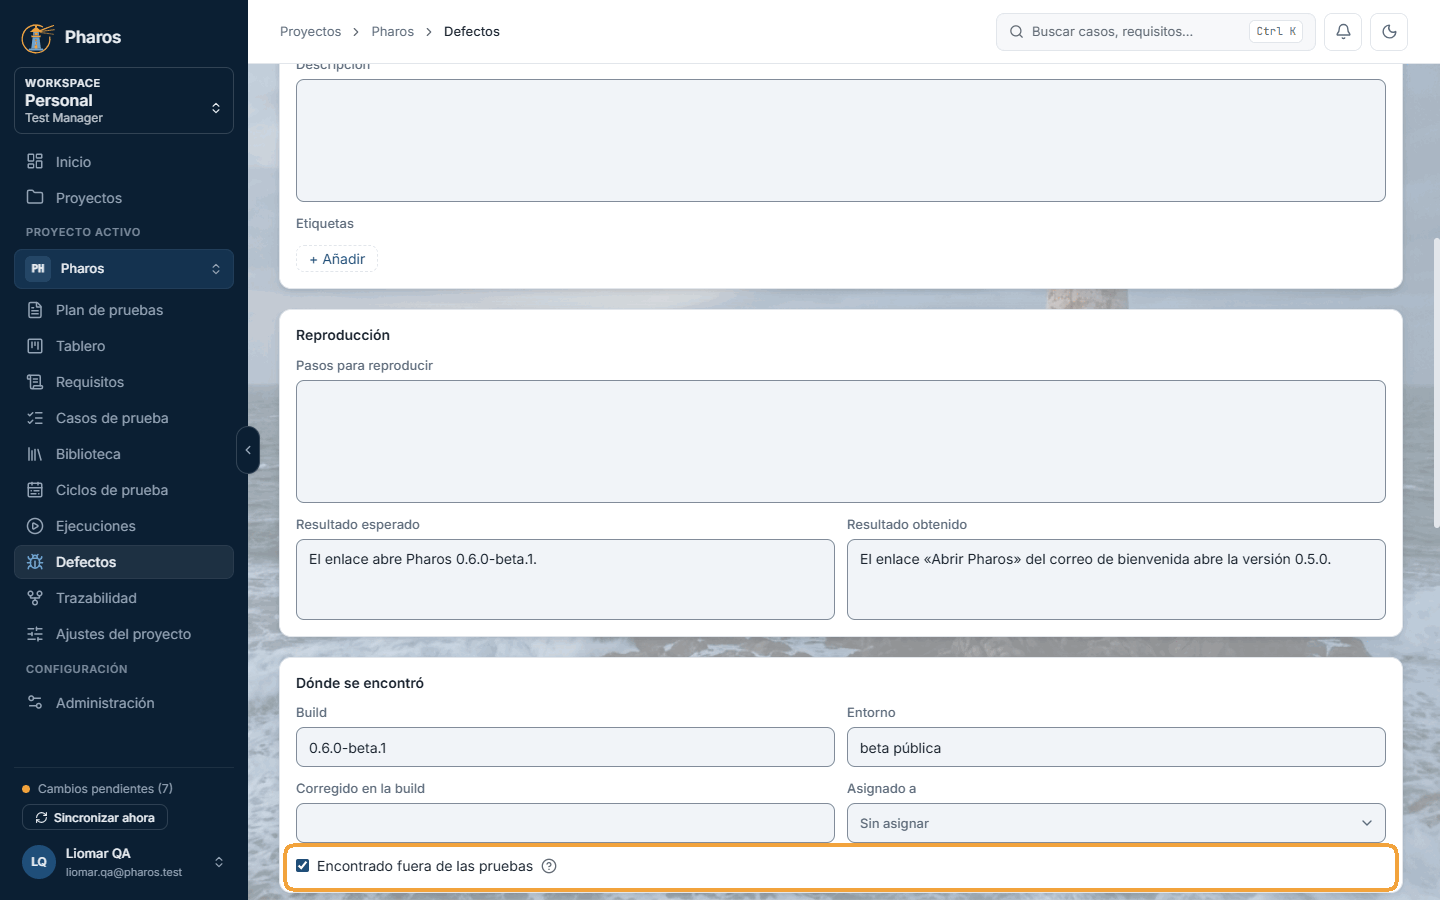 Pharos
WORKSPACE
Personal
Test Manager
Inicio
Proyectos
PROYECTO ACTIVO
PH Pharos
Plan de pruebas
Tablero
Requisitos
Casos de prueba
Biblioteca
Ciclos de prueba
Ejecuciones
Defectos
Trazabilidad
Ajustes del proyecto
CONFIGURACIÓN
Administración
Cambios pendientes (7)
Sincronizar ahora
LQ Liomar QA
liomar.qa@pharos.test
Proyectos > Pharos > Defectos
Buscar casos, requisitos... Ctrl K
Descripción
Etiquetas
+ Añadir
Reproducción
Pasos para reproducir
Resultado esperado
El enlace abre Pharos 0.6.0-beta.1.
Resultado obtenido
El enlace «Abrir Pharos» del correo de bienvenida abre la versión 0.5.0.
Dónde se encontró
Build
0.6.0-beta.1
Entorno
beta pública
Corregido en la build
Asignado a
Sin asignar
Encontrado fuera de las pruebas ?